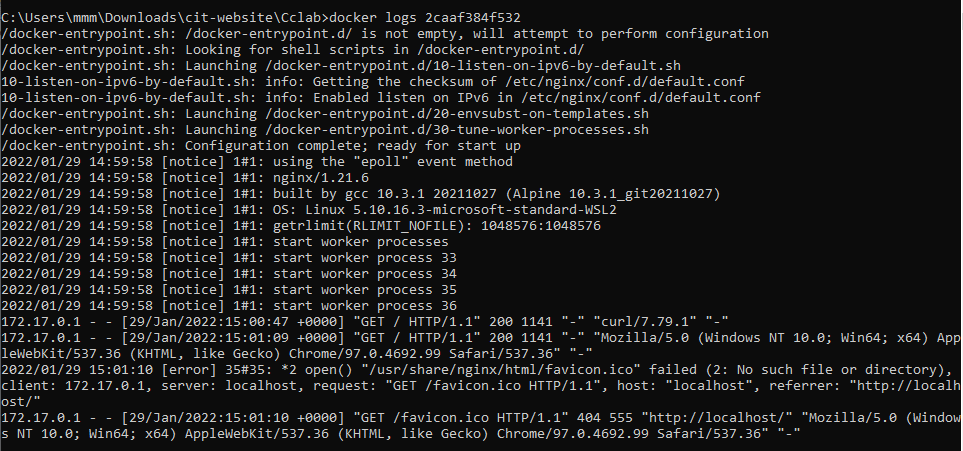 C:\Users\mmm\Downloads\cit-website\Cclab>docker logs 2caaf384f532
/docker-entrypoint.sh: /docker-entrypoint.d/ is not empty, will attempt to perform configuration
/docker-entrypoint.sh: Looking for shell scripts in /docker-entrypoint.d/
/docker-entrypoint.sh: Launching /docker-entrypoint.d/10-listen-on-ipv6-by-default.sh
10-listen-on-ipv6-by-default.sh: info: Getting the checksum of /etc/nginx/conf.d/default.conf
10-listen-on-ipv6-by-default.sh: info: Enabled listen on IPv6 in /etc/nginx/conf.d/default.conf
/docker-entrypoint.sh: Launching /docker-entrypoint.d/20-envsubst-on-templates.sh
/docker-entrypoint.sh: Launching /docker-entrypoint.d/30-tune-worker-processes.sh
/docker-entrypoint.sh: Configuration complete; ready for start up
2022/01/29 14:59:58 [notice] 1#1: using the "epoll" event method
2022/01/29 14:59:58 [notice] 1#1: nginx/1.21.6
2022/01/29 14:59:58 [notice] 1#1: built by gcc 10.3.1 20211027 (Alpine 10.3.1_git20211027)
2022/01/29 14:59:58 [notice] 1#1: OS: Linux 5.10.16.3-microsoft-standard-WSL2
2022/01/29 14:59:58 [notice] 1#1: getrlimit(RLIMIT_NOFILE): 1048576:1048576
2022/01/29 14:59:58 [notice] 1#1: start worker processes
2022/01/29 14:59:58 [notice] 1#1: start worker process 33
2022/01/29 14:59:58 [notice] 1#1: start worker process 34
2022/01/29 14:59:58 [notice] 1#1: start worker process 35
2022/01/29 14:59:58 [notice] 1#1: start worker process 36
172.17.0.1 - - [29/Jan/2022:15:00:47 +0000] "GET / HTTP/1.1" 200 1141 "-" "curl/7.79.1" "-"
172.17.0.1 - - [29/Jan/2022:15:01:09 +0000] "GET / HTTP/1.1" 200 1141 "-" "Mozilla/5.0 (Windows NT 10.0; Win64; x64) App
leWebKit/537.36 (KHTML, like Gecko) Chrome/97.0.4692.99 Safari/537.36" "-"
2022/01/29 15:01:10 [error] 35#35: *2 open() "/usr/share/nginx/html/favicon.ico" failed (2: No such file or directory),
client: 172.17.0.1, server: localhost, request: "GET /favicon.ico HTTP/1.1", host: "localhost", referrer: "http://localh
ost/"
172.17.0.1 - - [29/Jan/2022:15:01:10 +0000] "GET /favicon.ico HTTP/1.1" 404 555 "http://localhost/" "Mozilla/5.0 (Window
s NT 10.0; Win64; x64) AppleWebKit/537.36 (KHTML, like Gecko) Chrome/97.0.4692.99 Safari/537.36" "-"